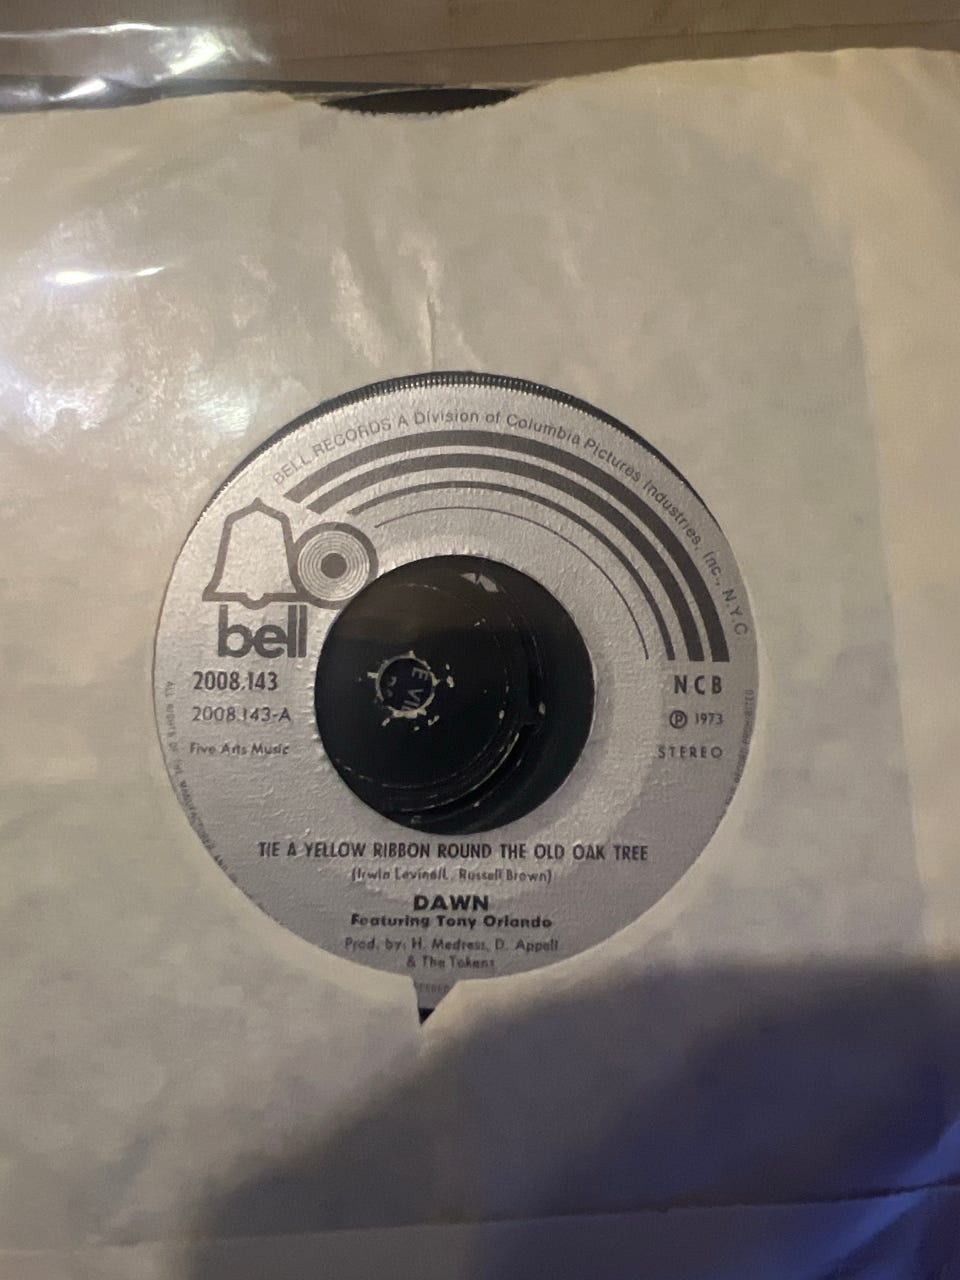 BELL RECORDS A Division of Columbia Pictures Industries, Inc., N.Y.C.
bell
2008.143
2008.143-A
Five Arts Music
NCB
Ⓟ 1973
STEREO
TIE A YELLOW RIBBON ROUND THE OLD OAK TREE
(Irwin Levine/L. Russell Brown)
DAWN
Featuring Tony Orlando
Prod. by: H. Medress, D. Appell
& The Tokens